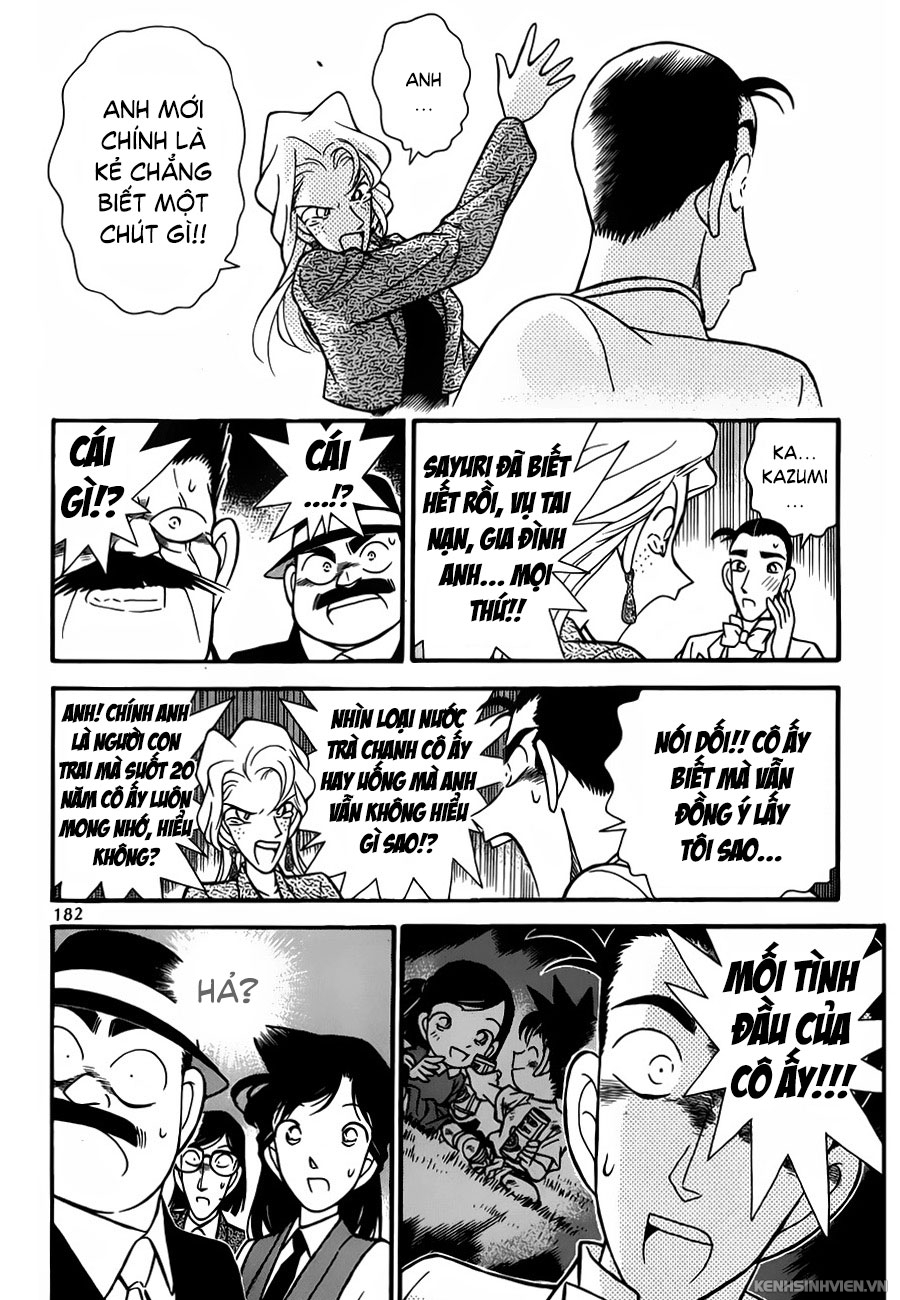 ANH
...
ANH MỚI
CHÍNH LÀ
KẺ CHẲNG
BIẾT MỘT
CHÚT GÌ!!
KA...
KAZUMI
...
SAYURI ĐÃ BIẾT
HẾT RỒI, VỤ TAI
NẠN, GIA ĐÌNH
ANH... MỌI
THỨ!!
CÁI
...!?
CÁI
GÌ!?
NÓI DỐI!! CÔ ẤY
BIẾT MÀ VẪN
ĐỒNG Ý LẤY
TÔI SAO...
NHÌN LOẠI NƯỚC
TRÀ CHANH CÔ ẤY
HAY UỐNG MÀ ANH
VẪN KHÔNG HIỂU
GÌ SAO!?
ANH! CHÍNH ANH
LÀ NGƯỜI CON
TRAI MÀ SUỐT 20
NĂM CÔ ẤY LUÔN
MONG NHỚ, HIỂU
KHÔNG?
182
MỐI TÌNH
ĐẦU CỦA
CÔ ẤY!!!
HẢ?
KENHSINHVIEN.VN